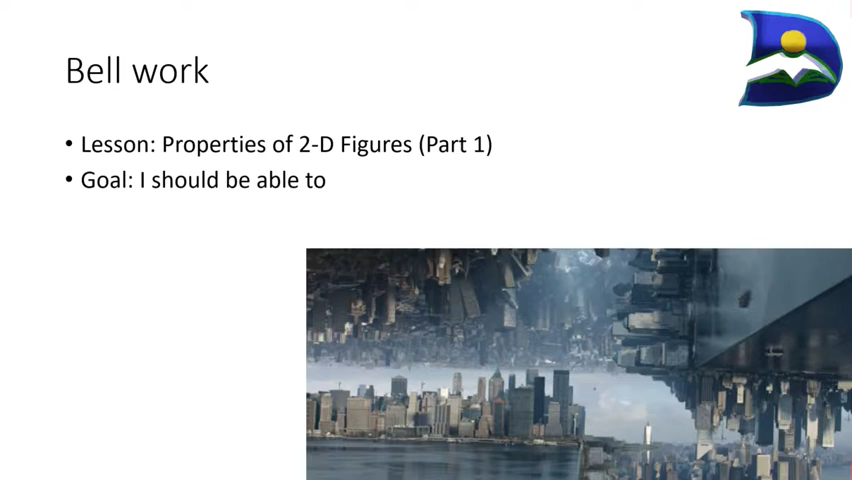 Bell work
• Lesson: Properties of 2-D Figures (Part 1)
• Goal: I should be able to